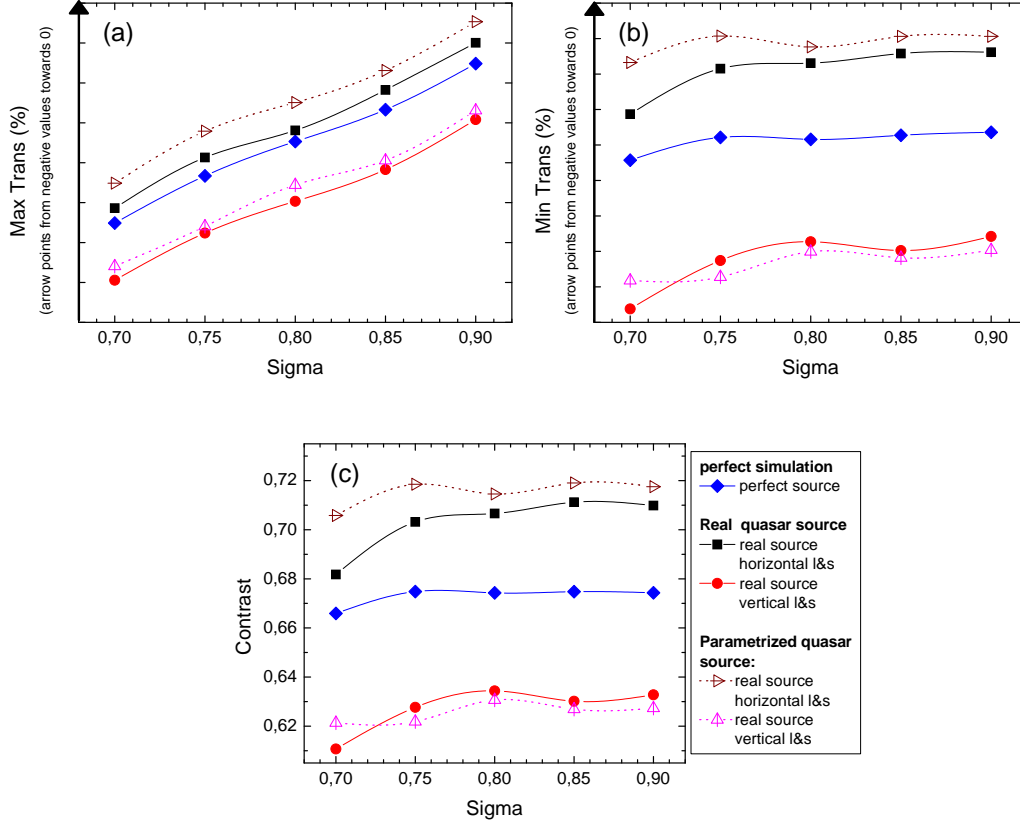 (a)
Max Trans (%)
(arrow points from negative values towards 0)
0,70 0,75 0,80 0,85 0,90
Sigma
(b)
Min Trans (%)
(arrow points from negative values towards 0)
0,70 0,75 0,80 0,85 0,90
Sigma
(c)
Contrast
0,72
0,70
0,68
0,66
0,64
0,62
0,70 0,75 0,80 0,85 0,90
Sigma
perfect simulation
perfect source
Real quasar source
real source
horizontal l&s
real source
vertical l&s
Parametrized quasar
source:
real source
horizontal l&s
real source
vertical l&s